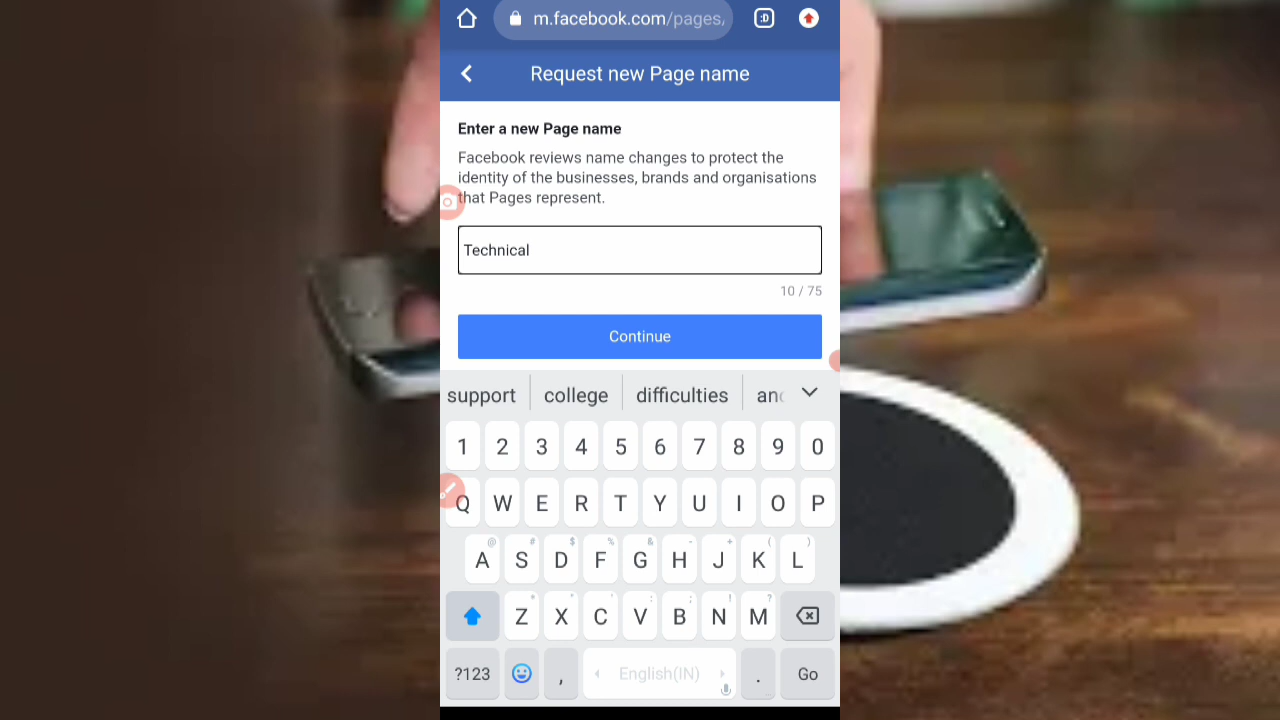 m.facebook.com/pages,
:D
Request new Page name
Enter a new Page name
Facebook reviews name changes to protect the
identity of the businesses, brands and organisations
that Pages represent.
Technical
10 / 75
Continue
support college difficulties
1 2 3 4 5 6 7 8 9 0
Q W E R T Y U I O P
@ # $ % & - + ( )
A S D F G H J K L
* " ' : ; ! ?
Z X C V B N M
?123 , English(IN) . Go